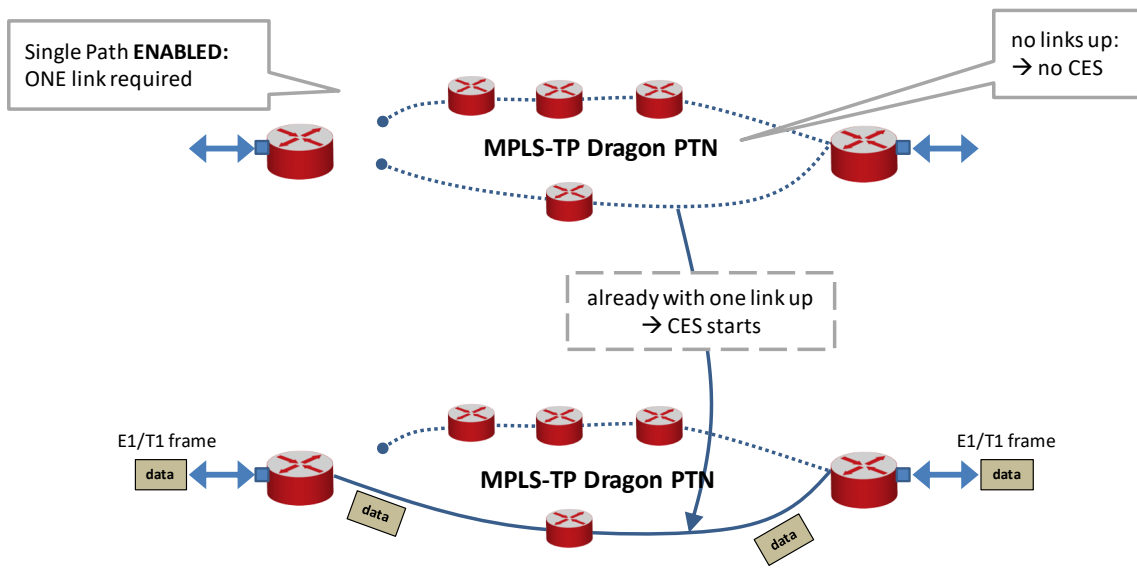 Single Path ENABLED:
ONE link required
no links up:
→ no CES
MPLS-TP Dragon PTN
already with one link up
→ CES starts
E1/T1 frame
data
E1/T1 frame
data
MPLS-TP Dragon PTN
data
data